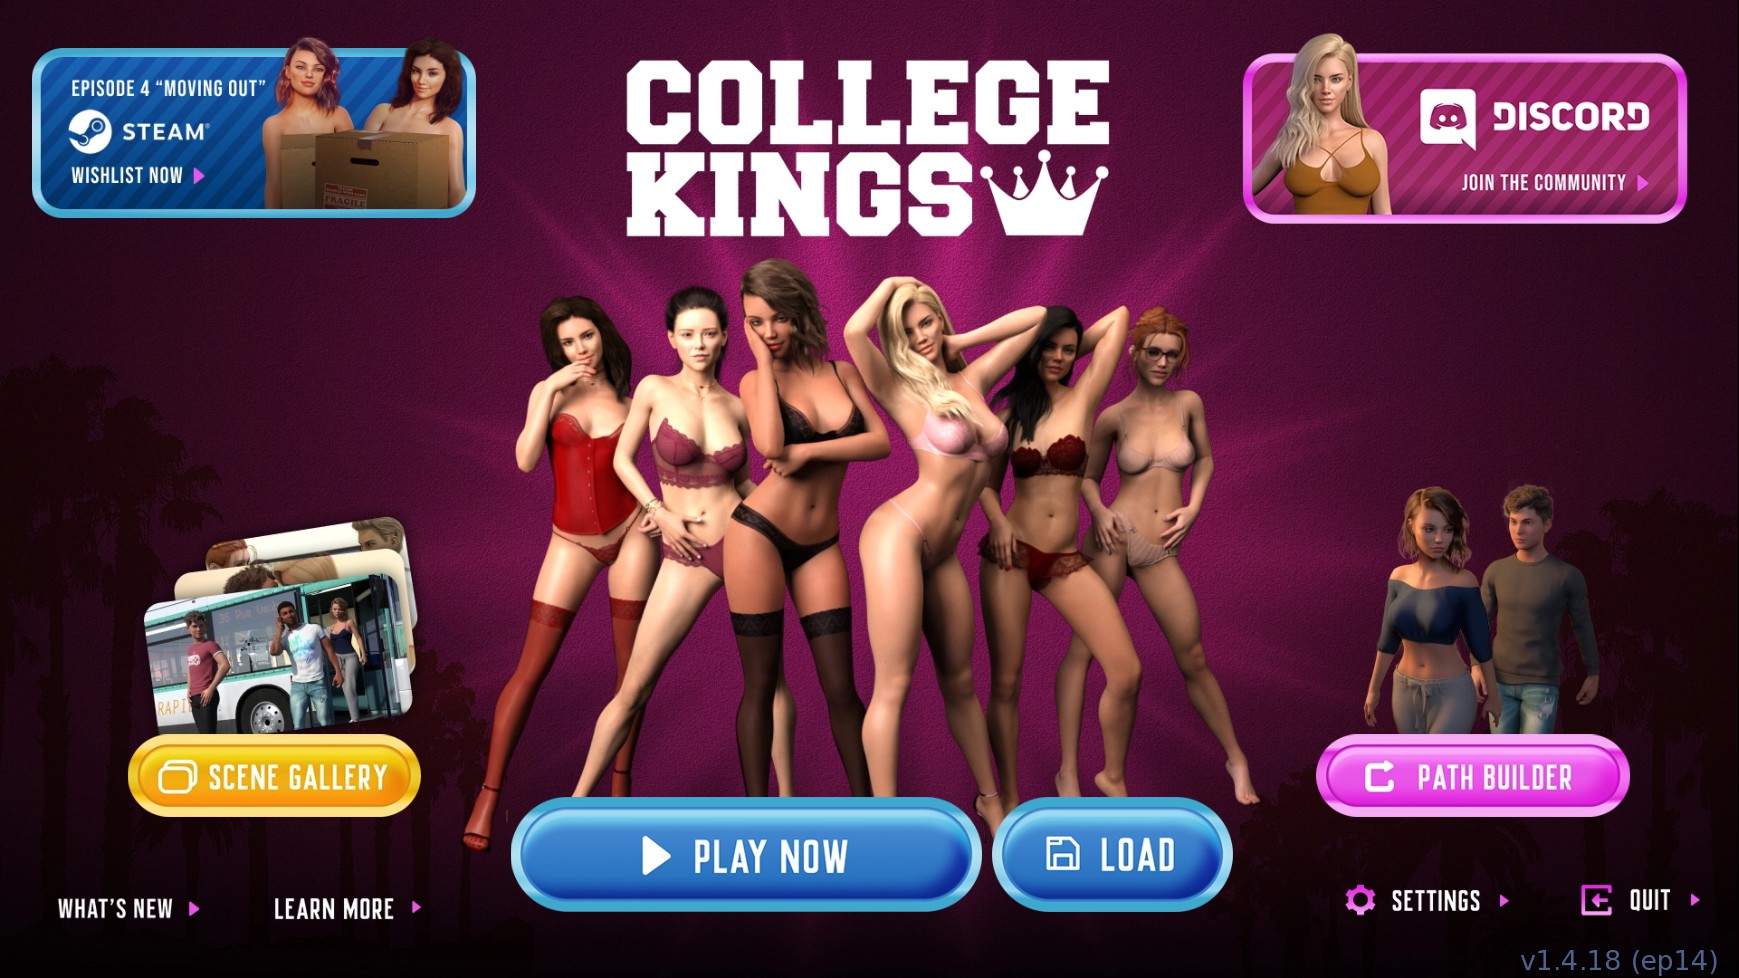 EPISODE 4 “MOVING OUT”
STEAM®
WISHLIST NOW
FRAGILE
COLLEGE
KINGS
DISCORD
JOIN THE COMMUNITY
SCENE GALLERY
PATH BUILDER
PLAY NOW
LOAD
WHAT'S NEW
LEARN MORE
SETTINGS
QUIT
v1.4.18 (ep14)